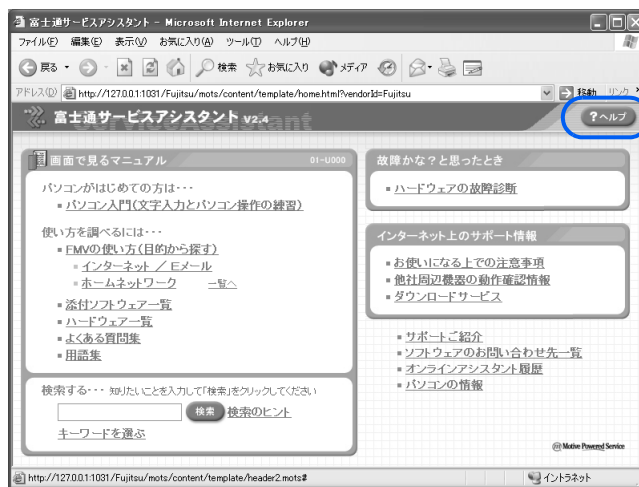 富士通サービスアシスタント - Microsoft Internet Explorer
ファイル(F) 編集(E) 表示(V) お気に入り(A) ツール(T) ヘルプ(H)
戻る 検索 お気に入り メディア
アドレス(D) http://127.0.0.1:1031/Fujitsu/mots/content/template/home.html?vendorId=Fujitsu 移動 リンク
富士通サービスアシスタント V2.4 ?ヘルプ
画面で見るマニュアル 01-U000
パソコンがはじめての方は・・・
パソコン入門(文字入力とパソコン操作の練習)
使い方を調べるには・・・
FMVの使い方(目的から探す)
インターネット / Eメール
ホームネットワーク 一覧へ
添付ソフトウェア一覧
ハードウェア一覧
よくある質問集
用語集
検索する・・・ 知りたいことを入力して「検索」をクリックしてください
検索 検索のヒント
キーワードを選ぶ
故障かな?と思ったとき
ハードウェアの故障診断
インターネット上のサポート情報
お使いになる上での注意事項
他社周辺機器の動作確認情報
ダウンロードサービス
サポートご紹介
ソフトウェアのお問い合わせ先一覧
オンラインアシスタント履歴
パソコンの情報
Motive Powered Service
http://127.0.0.1:1031/Fujitsu/mots/content/template/header2.mots# イントラネット